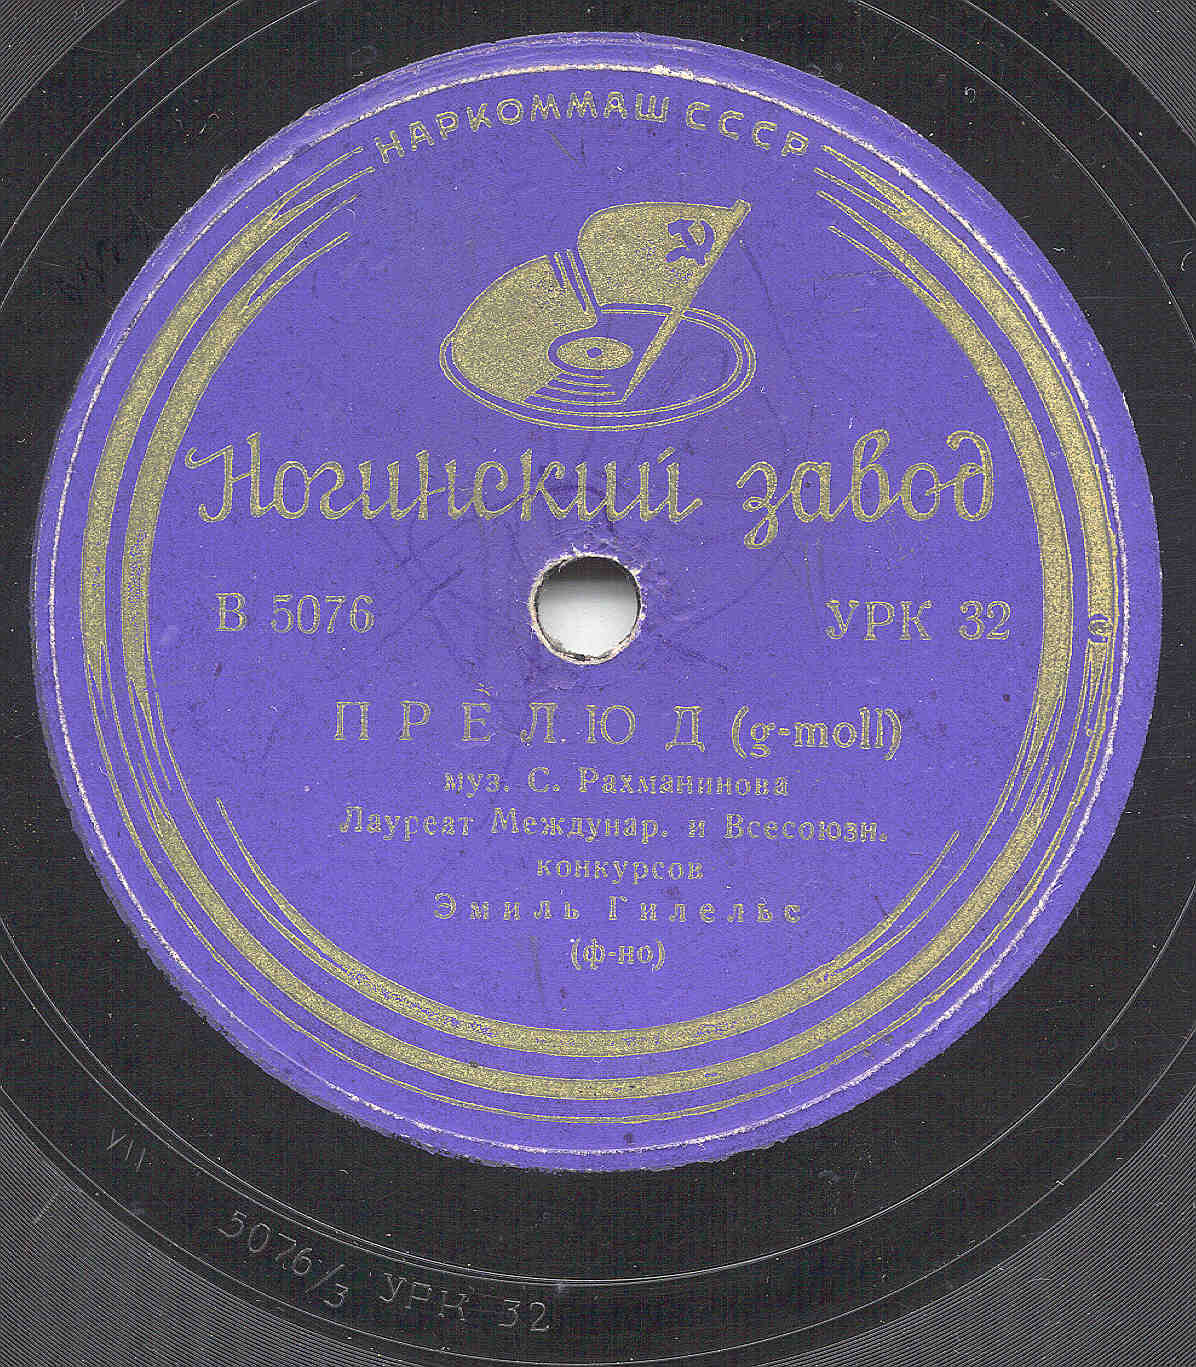 НАРКОММАШ СССР
Ногинский завод
В 5076
УРК 32
ПРЕЛЮД (g-moll)
муз. С. Рахманинова
Лауреат Междунар. и Всесоюзн.
конкурсов
Эмиль Гилельс
(ф-но)
5076/3 УРК 32